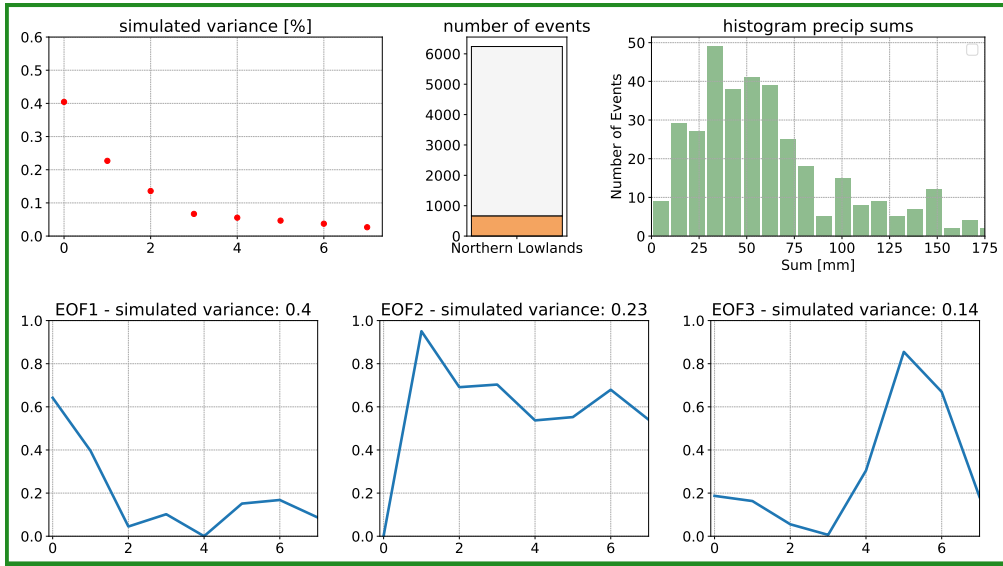 simulated variance [%]
0.6
0.5
0.4
0.3
0.2
0.1
0.0
0 2 4 6
number of events
6000
5000
4000
3000
2000
1000
0
Northern Lowlands
histogram precip sums
Number of Events
50
40
30
20
10
0
0 25 50 75 100 125 150 175
Sum [mm]
EOF1 - simulated variance: 0.4
1.0
0.8
0.6
0.4
0.2
0.0
0 2 4 6
EOF2 - simulated variance: 0.23
1.0
0.8
0.6
0.4
0.2
0.0
0 2 4 6
EOF3 - simulated variance: 0.14
1.0
0.8
0.6
0.4
0.2
0.0
0 2 4 6